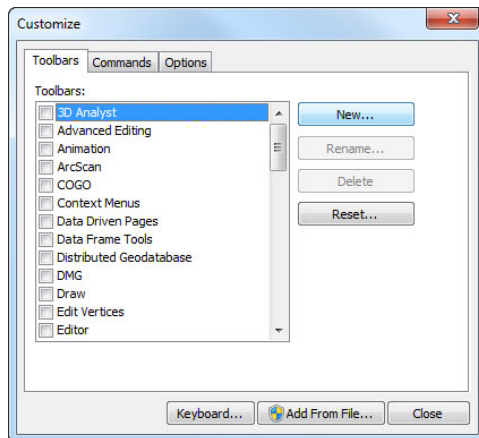 Customize
Toolbars Commands Options
Toolbars:
3D Analyst
Advanced Editing
Animation
ArcScan
COGO
Context Menus
Data Driven Pages
Data Frame Tools
Distributed Geodatabase
DMG
Draw
Edit Vertices
Editor
New...
Rename...
Delete
Reset...
Keyboard... Add From File... Close